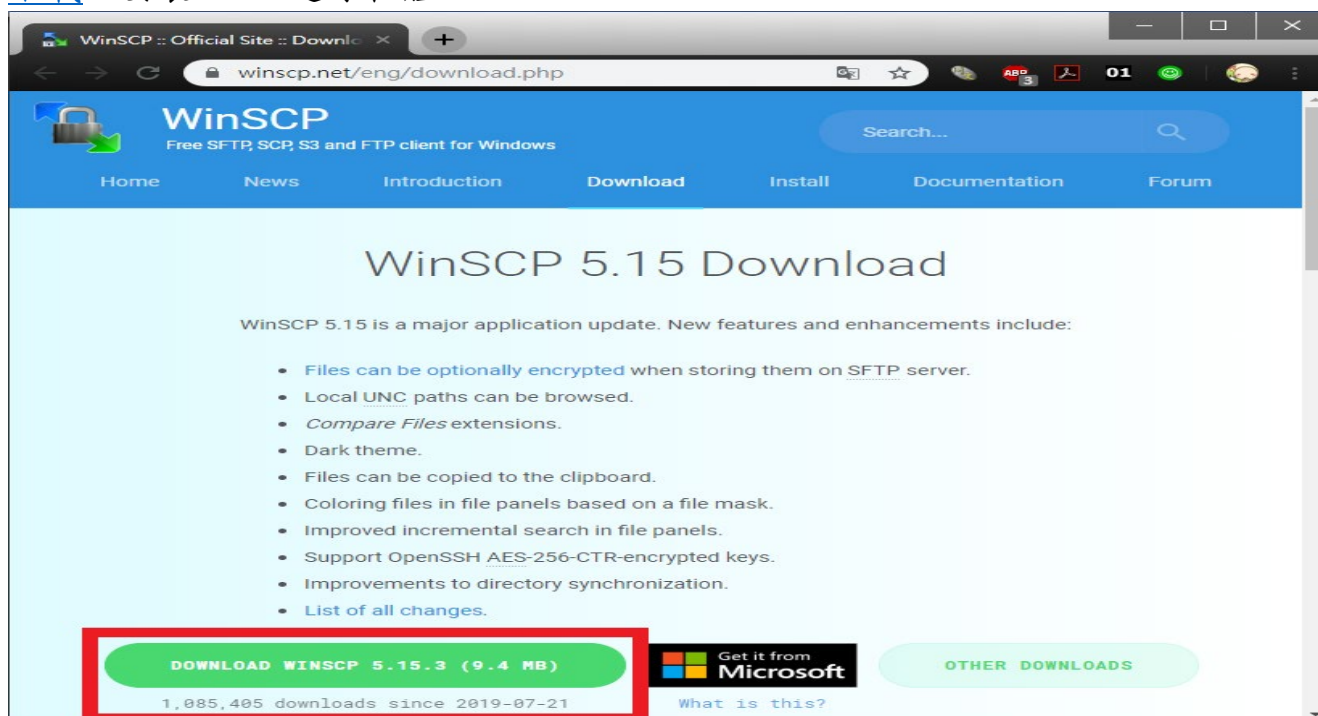 WinSCP :: Official Site :: Downlo
winscp.net/eng/download.php
ABP
3
01
WinSCP
Free SFTP, SCP, S3 and FTP client for Windows
Search...
Home News Introduction Download Install Documentation Forum
WinSCP 5.15 Download
WinSCP 5.15 is a major application update. New features and enhancements include:
• Files can be optionally encrypted when storing them on SFTP server.
• Local UNC paths can be browsed.
• Compare Files extensions.
• Dark theme.
• Files can be copied to the clipboard.
• Coloring files in file panels based on a file mask.
• Improved incremental search in file panels.
• Support OpenSSH AES-256-CTR-encrypted keys.
• Improvements to directory synchronization.
• List of all changes.
DOWNLOAD WINSCP 5.15.3 (9.4 MB)
Get it from
Microsoft
OTHER DOWNLOADS
1,085,405 downloads since 2019-07-21
What is this?